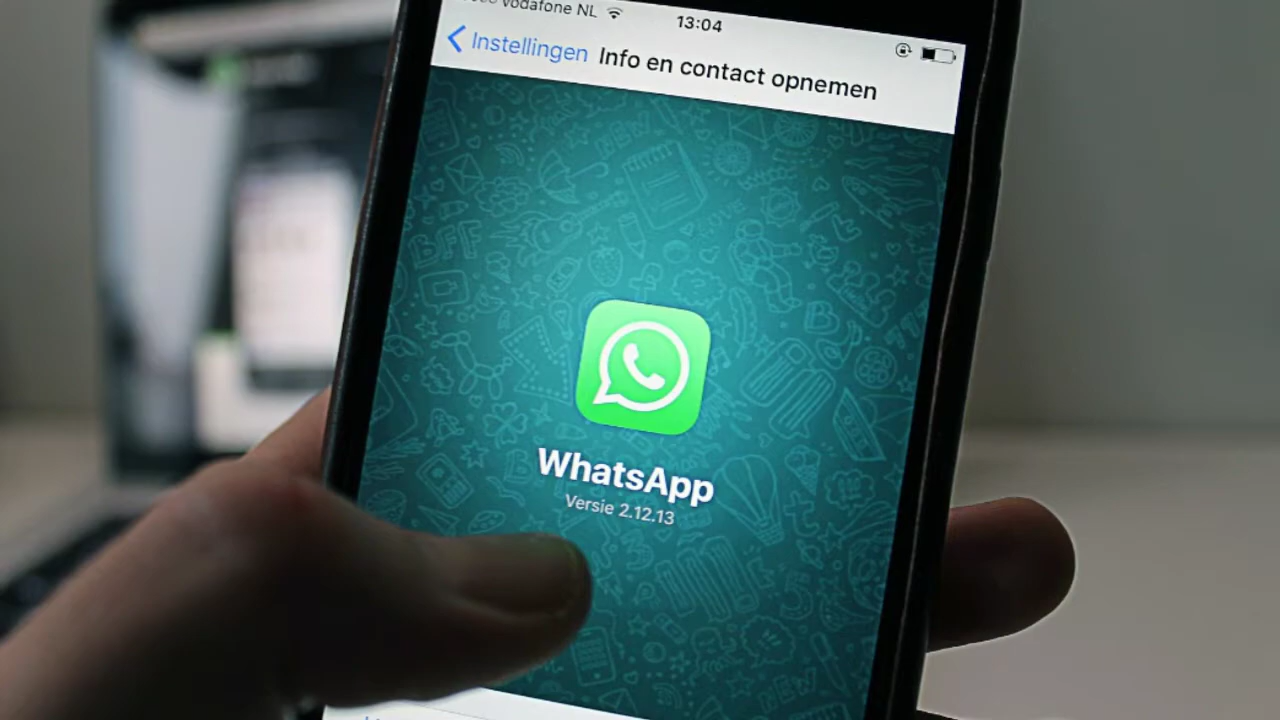 vodafone NL
13:04
Instellingen Info en contact opnemen
WhatsApp
Versie 2.12.13